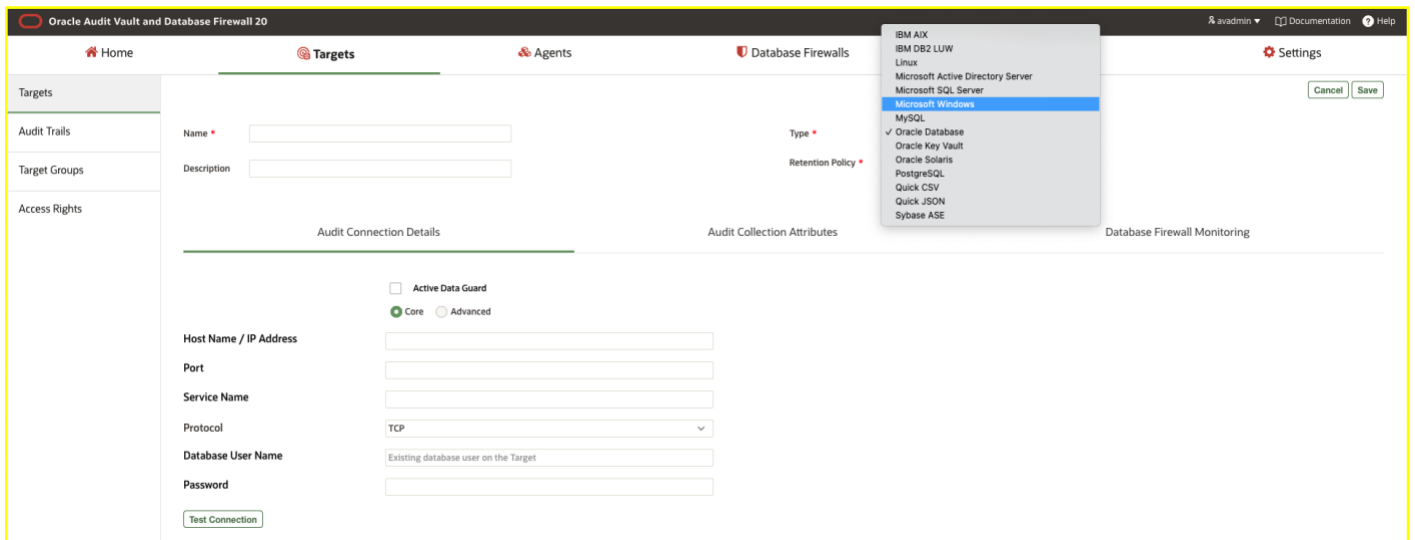 Oracle Audit Vault and Database Firewall 20
avadmin
Documentation
? Help
Home
Targets
Agents
Database Firewalls
Settings
Targets
Audit Trails
Target Groups
Access Rights
Cancel
Save
Name *
Type *
Description
Retention Policy *
IBM AIX
IBM DB2 LUW
Linux
Microsoft Active Directory Server
Microsoft SQL Server
Microsoft Windows
MySQL
✓ Oracle Database
Oracle Key Vault
Oracle Solaris
PostgreSQL
Quick CSV
Quick JSON
Sybase ASE
Audit Connection Details
Audit Collection Attributes
Database Firewall Monitoring
Active Data Guard
Core
Advanced
Host Name / IP Address
Port
Service Name
Protocol
TCP
Database User Name
Existing database user on the Target
Password
Test Connection